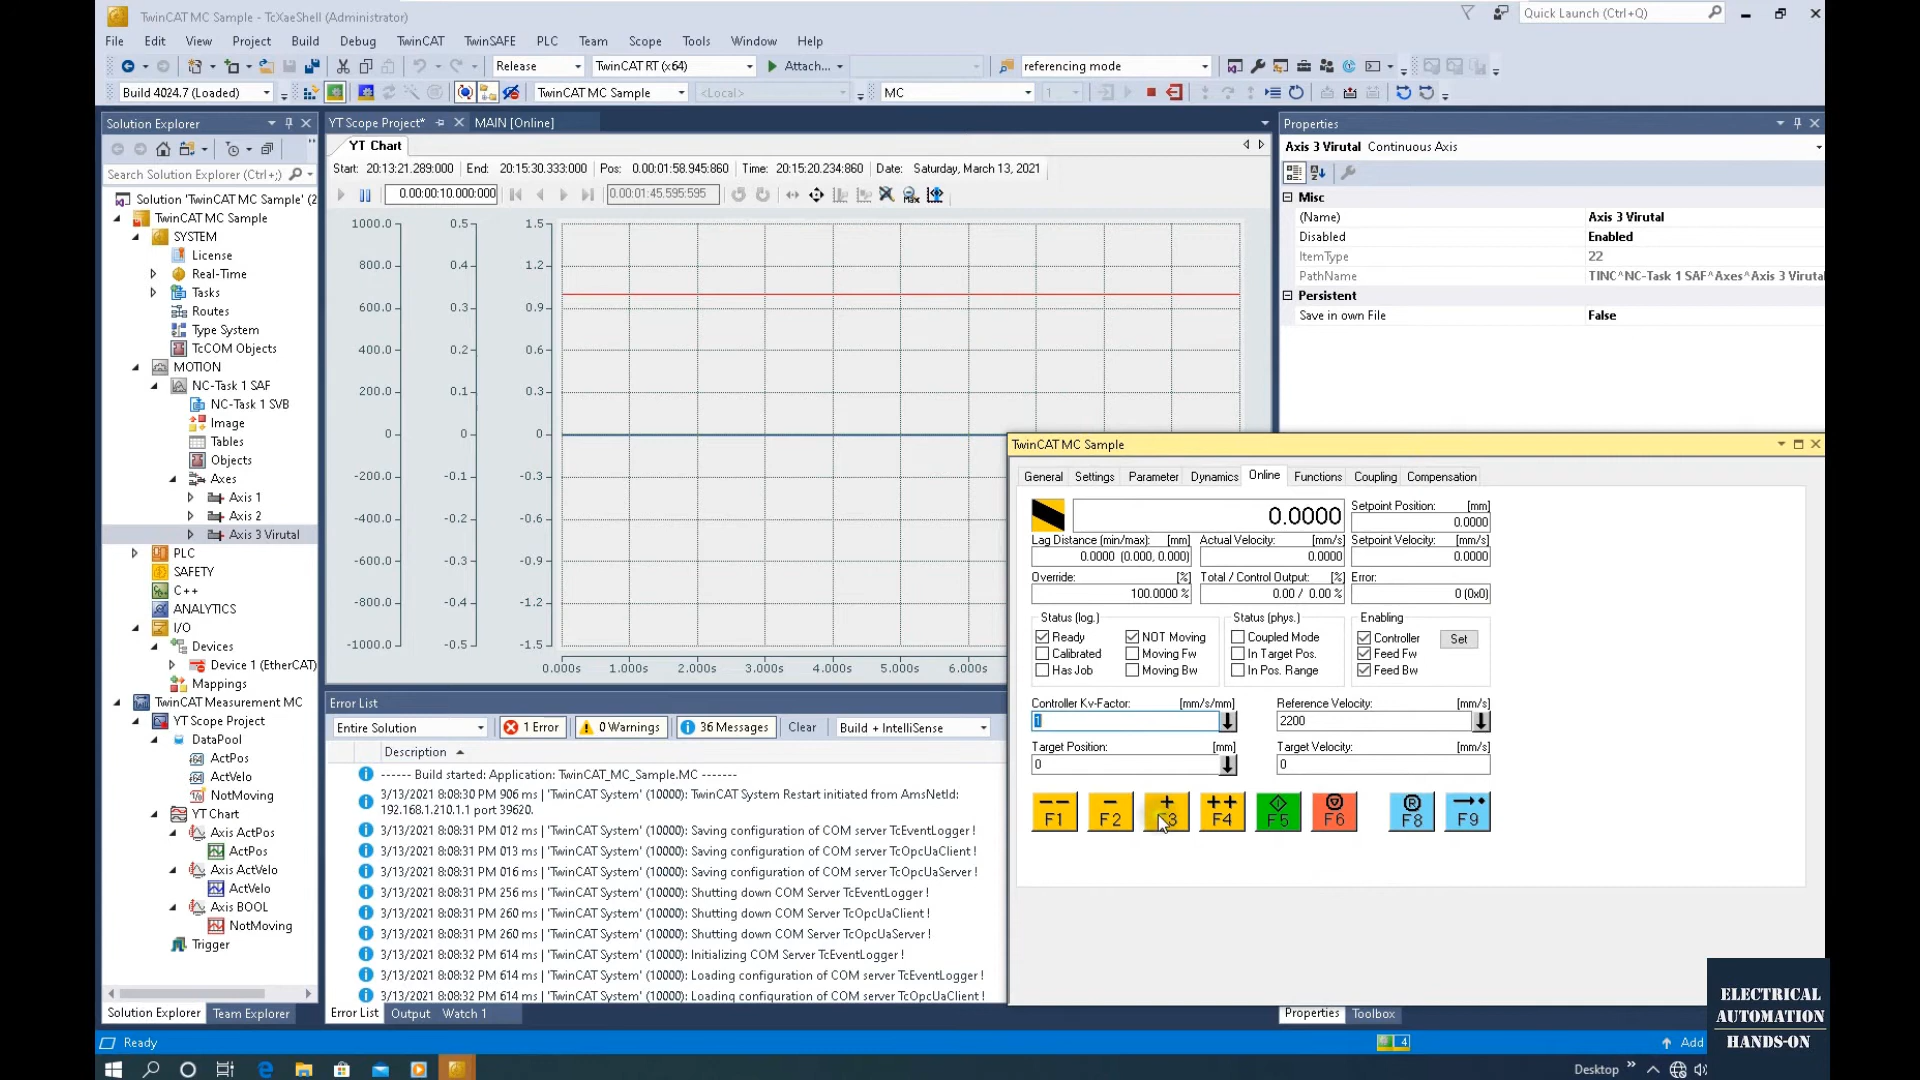 TwinCAT MC Sample - TcXaeShell (Administrator)
Quick Launch (Ctrl+Q)
File Edit View Project Build Debug TwinCAT TwinSAFE PLC Team Scope Tools Window Help
Release TwinCAT RT (x64) Attach... referencing mode
Build 4024.7 (Loaded) TwinCAT MC Sample <Local> MC 1
Solution Explorer
Search Solution Explorer (Ctrl+;)
Solution 'TwinCAT MC Sample' (2
TwinCAT MC Sample
SYSTEM
License
Real-Time
Tasks
Routes
Type System
TcCOM Objects
MOTION
NC-Task 1 SAF
NC-Task 1 SVB
Image
Tables
Objects
Axes
Axis 1
Axis 2
Axis 3 Virutal
PLC
SAFETY
C++
ANALYTICS
I/O
Devices
Device 1 (EtherCAT)
Mappings
TwinCAT Measurement MC
YT Scope Project
DataPool
ActPos
ActVelo
NotMoving
YT Chart
Axis ActPos
ActPos
Axis ActVelo
ActVelo
Axis BOOL
NotMoving
Trigger
Solution Explorer Team Explorer
YT Scope Project* MAIN [Online]
YT Chart
Start: 20:13:21.289:000 End: 20:15:30.333:000 Pos: 0.00:01:58.945:860 Time: 20:15:20.234:860 Date: Saturday, March 13, 2021
0.00:00:10.000:000 0.00:01:45.595:595
1000.0 0.5 1.5
800.0 0.4 1.2
600.0 0.3 0.9
400.0 0.2 0.6
200.0 0.1 0.3
0 0 0
-200.0 -0.1 -0.3
-400.0 -0.2 -0.6
-600.0 -0.3 -0.9
-800.0 -0.4 -1.2
-1000.0 -0.5 -1.5
0.000s 1.000s 2.000s 3.000s 4.000s 5.000s 6.000s
Error List
Entire Solution 1 Error 0 Warnings 36 Messages Clear Build + IntelliSense
Description
------ Build started: Application: TwinCAT_MC_Sample.MC -------
3/13/2021 8:08:30 PM 906 ms | 'TwinCAT System' (10000): TwinCAT System Restart initiated from AmsNetId:
192.168.1.210.1.1 port 39620.
3/13/2021 8:08:31 PM 012 ms | 'TwinCAT System' (10000): Saving configuration of COM server TcEventLogger !
3/13/2021 8:08:31 PM 013 ms | 'TwinCAT System' (10000): Saving configuration of COM server TcOpcUaClient !
3/13/2021 8:08:31 PM 016 ms | 'TwinCAT System' (10000): Saving configuration of COM server TcOpcUaServer !
3/13/2021 8:08:31 PM 256 ms | 'TwinCAT System' (10000): Shutting down COM Server TcEventLogger !
3/13/2021 8:08:31 PM 260 ms | 'TwinCAT System' (10000): Shutting down COM Server TcOpcUaClient !
3/13/2021 8:08:31 PM 260 ms | 'TwinCAT System' (10000): Shutting down COM Server TcOpcUaServer !
3/13/2021 8:08:32 PM 614 ms | 'TwinCAT System' (10000): Initializing COM Server TcEventLogger !
3/13/2021 8:08:32 PM 614 ms | 'TwinCAT System' (10000): Loading configuration of COM server TcEventLogger !
3/13/2021 8:08:32 PM 614 ms | 'TwinCAT System' (10000): Loading configuration of COM server TcOpcUaClient !
Error List Output Watch 1
Properties
Axis 3 Virutal Continuous Axis
Misc
(Name) Axis 3 Virutal
Disabled Enabled
ItemType 22
PathName TINC^NC-Task 1 SAF^Axes^Axis 3 Virutal
Persistent
Save in own File False
TwinCAT MC Sample
General Settings Parameter Dynamics Online Functions Coupling Compensation
0.0000
Setpoint Position: [mm]
0.0000
Lag Distance (min/max): [mm] Actual Velocity: [mm/s] Setpoint Velocity: [mm/s]
0.0000 (0.000, 0.000) 0.0000 0.0000
Override: [%] Total / Control Output: [%] Error:
100.0000 % 0.00 / 0.00 % 0 (0x0)
Status (log.) Status (phys.) Enabling
Ready NOT Moving Coupled Mode Controller Set
Calibrated Moving Fw In Target Pos. Feed Fw
Has Job Moving Bw In Pos. Range Feed Bw
Controller Kv-Factor: [mm/s/mm] Reference Velocity: [mm/s]
1 2200
Target Position: [mm] Target Velocity: [mm/s]
0 0
-- - + ++
F1 F2 F3 F4 F5 F6 F8 F9
Properties Toolbox
Ready 4 Add
Desktop
ELECTRICAL
AUTOMATION
HANDS-ON